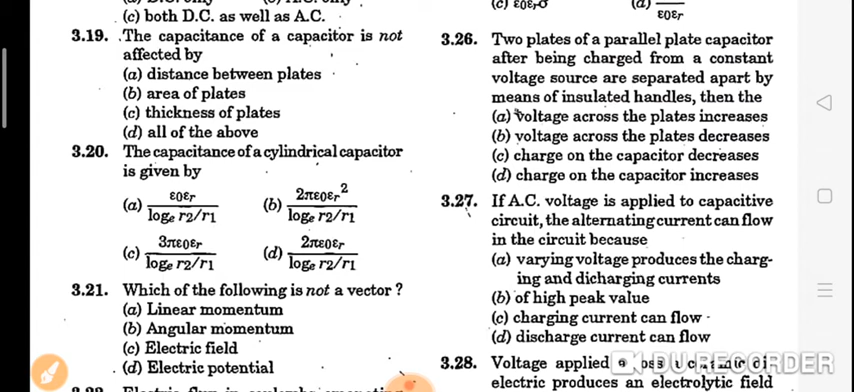 (c) both D.C. as well as A.C.
3.19. The capacitance of a capacitor is not
affected by
(a) distance between plates
(b) area of plates
(c) thickness of plates
(d) all of the above
3.20. The capacitance of a cylindrical capacitor
is given by
(a) ε0εr / loge r2/r1 (b) 2πε0εr² / loge r2/r1
(c) 3πε0εr / loge r2/r1 (d) 2πε0εr / loge r2/r1
3.21. Which of the following is not a vector ?
(a) Linear momentum
(b) Angular momentum
(c) Electric field
(d) Electric potential
(c) ε0εrσ (d)
ε0εr
3.26. Two plates of a parallel plate capacitor
after being charged from a constant
voltage source are separated apart by
means of insulated handles, then the
(a) voltage across the plates increases
(b) voltage across the plates decreases
(c) charge on the capacitor decreases
(d) charge on the capacitor increases
3.27. If A.C. voltage is applied to capacitive
circuit, the alternating current can flow
in the circuit because
(a) varying voltage produces the charg-
ing and dicharging currents
(b) of high peak value
(c) charging current can flow
(d) discharge current can flow
3.28. Voltage applied
electric produces an electrolytic field
DU RECORDER